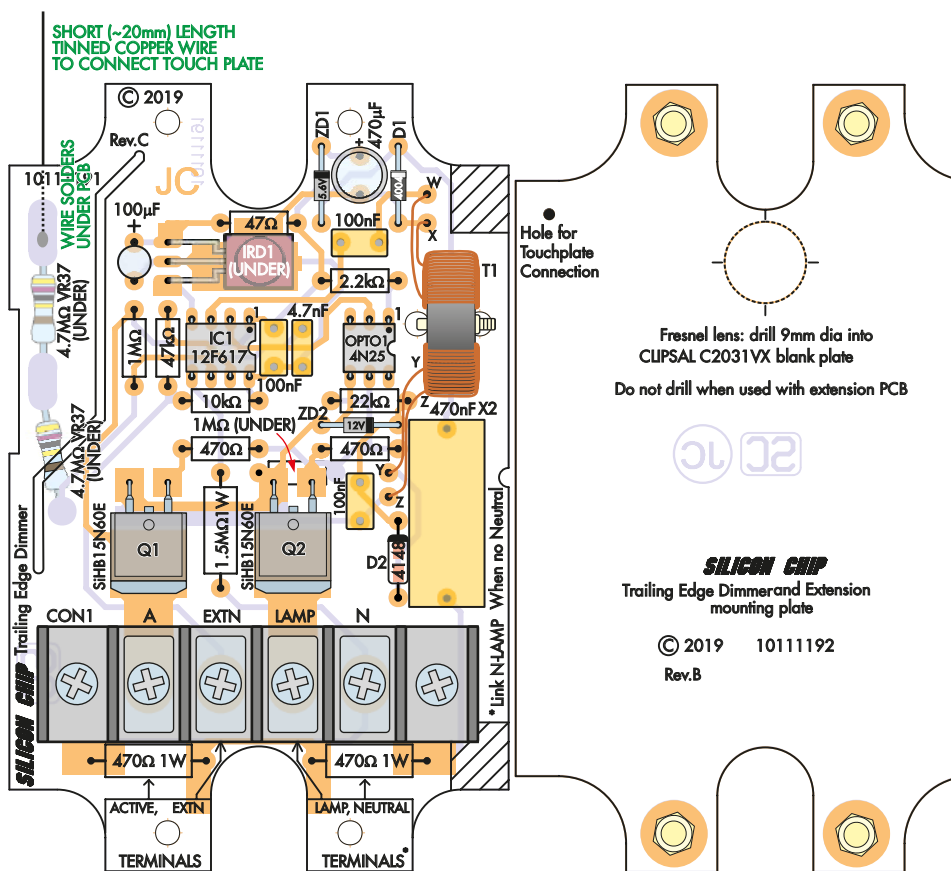 SHORT (~20mm) LENGTH
TINNED COPPER WIRE
TO CONNECT TOUCH PLATE
© 2019
Rev.C
10111191
JC
WIRE SOLDERS
UNDER PCB
100µF
+
47Ω
IRD1
(UNDER)
ZD1
5.6V
+
470µF
D1
4004
W
X
100nF
2.2kΩ
T1
4.7MΩ VR37
(UNDER)
1MΩ
47kΩ
1
IC1
12F617
4.7nF
100nF
1
OPTO1
4N25
Y
Z
10kΩ
22kΩ
1MΩ (UNDER)
ZD2
12V
470nF X2
4.7MΩ VR37
(UNDER)
470Ω
470Ω
Y
Z
100nF
SiHB15N60E
Q1
1.5MΩ1W
SiHB15N60E
Q2
D2
4148
Trailing Edge Dimmer
SILICON CHIP
CON1
A
EXTN
LAMP
N
* Link N-LAMP When no Neutral
470Ω 1W
470Ω 1W
ACTIVE, EXTN
LAMP, NEUTRAL
TERMINALS
TERMINALS*
Hole for
Touchplate
Connection
Fresnel lens: drill 9mm dia into
CLIPSAL C2031VX blank plate
Do not drill when used with extension PCB
JC
SC
SILICON CHIP
Trailing Edge Dimmerand Extension
mounting plate
© 2019 10111192
Rev.B